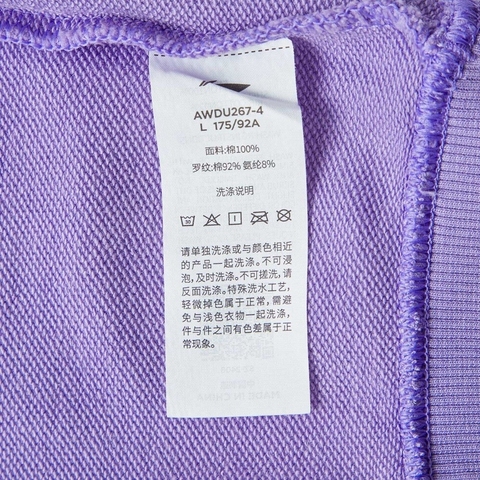 AWDU267-4
L 175/92A
面料:棉100%
罗纹:棉92% 氨纶8%
洗涤说明
30
请单独洗涤或与颜色相近
的产品一起洗涤。不可浸
泡,及时洗涤。不可搓洗,请
反面洗涤。特殊洗水工艺,
轻微掉色属于正常,需避
免与浅色衣物一起洗涤,
件与件之间有色差属于正
常现象。